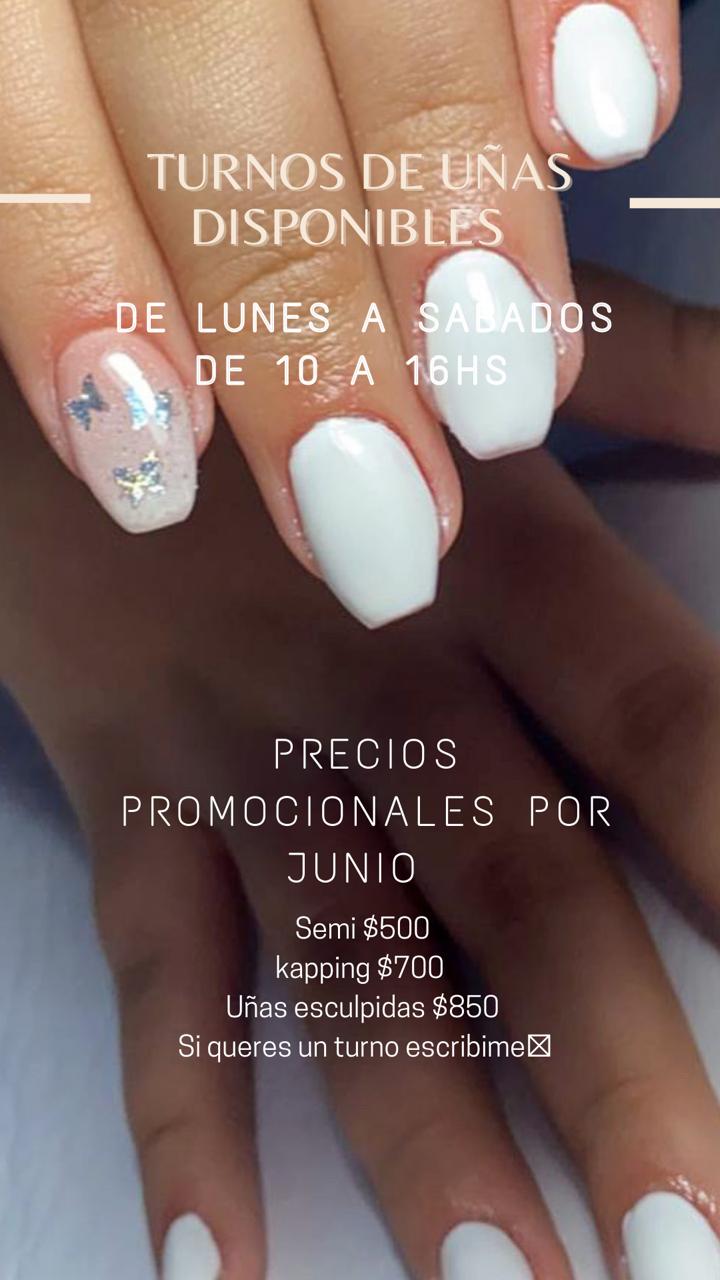 TURNOS DE UÑAS
DISPONIBLES
DE LUNES A SABADOS
DE 10 A 16HS
PRECIOS
PROMOCIONALES POR
JUNIO
Semi $500
kapping $700
Uñas esculpidas $850
Si queres un turno escribime☒